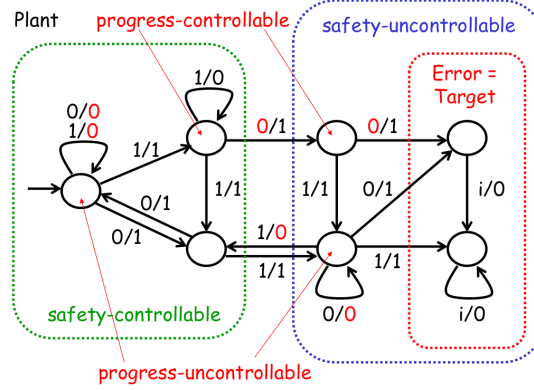 Plant
progress-controllable
safety-uncontrollable
1/0
Error =
Target
0/0
1/0
0/1
0/1
1/1
1/1
1/1
0/1
i/0
0/1
0/1
1/0
1/1
1/1
safety-controllable
0/0
i/0
progress-uncontrollable